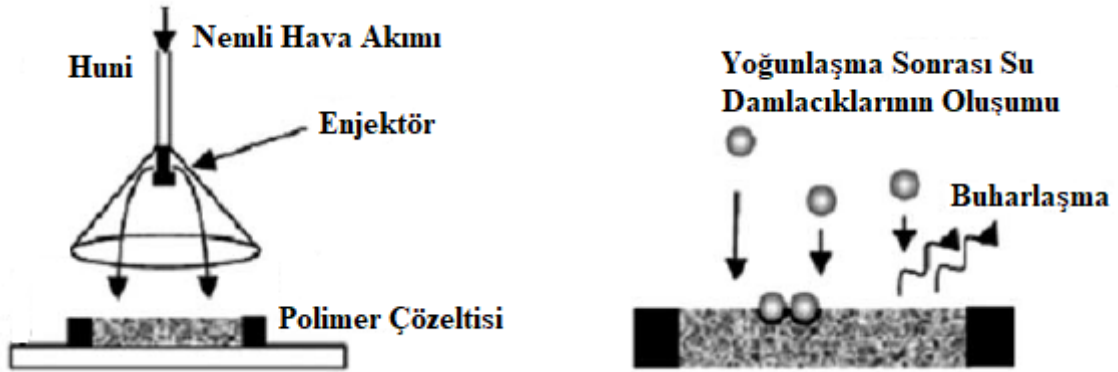 Nemli Hava Akımı
Huni
Enjektör
Polimer Çözeltisi
Yoğunlaşma Sonrası Su
Damlacıklarının Oluşumu
Buharlaşma